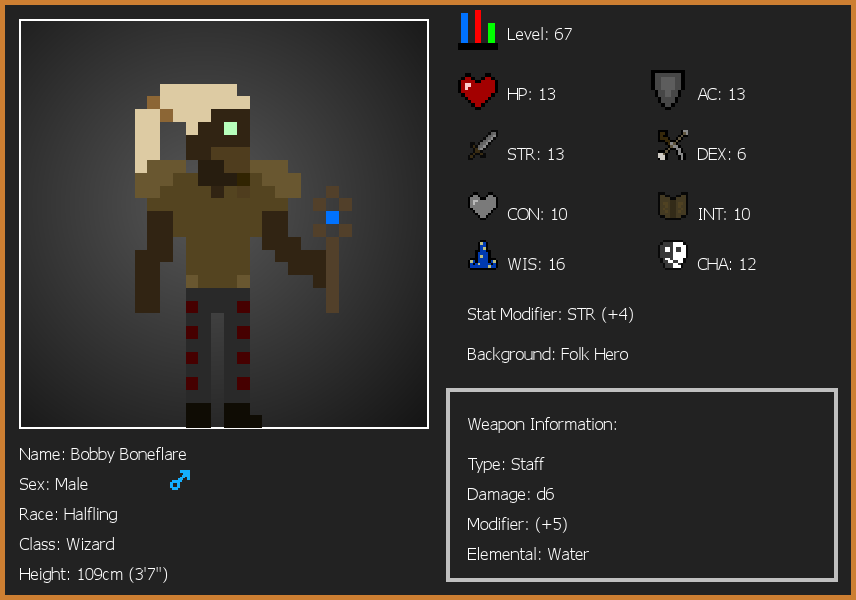 Level: 67
HP: 13
AC: 13
STR: 13
DEX: 6
CON: 10
INT: 10
WIS: 16
CHA: 12
Stat Modifier: STR (+4)
Background: Folk Hero
Weapon Information:
Type: Staff
Damage: d6
Modifier: (+5)
Elemental: Water
Name: Bobby Boneflare
Sex: Male
Race: Halfling
Class: Wizard
Height: 109cm (3'7")